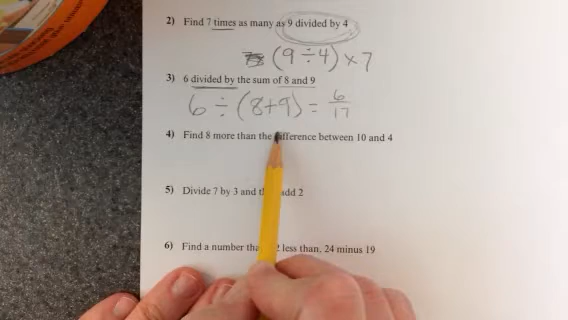 2) Find 7 times as many as 9 divided by 4
(9 ÷ 4) × 7
3) 6 divided by the sum of 8 and 9
6 ÷ (8+9) = 6/17
4) Find 8 more than the difference between 10 and 4
5) Divide 7 by 3 and add 2
6) Find a number 2 less than, 24 minus 19